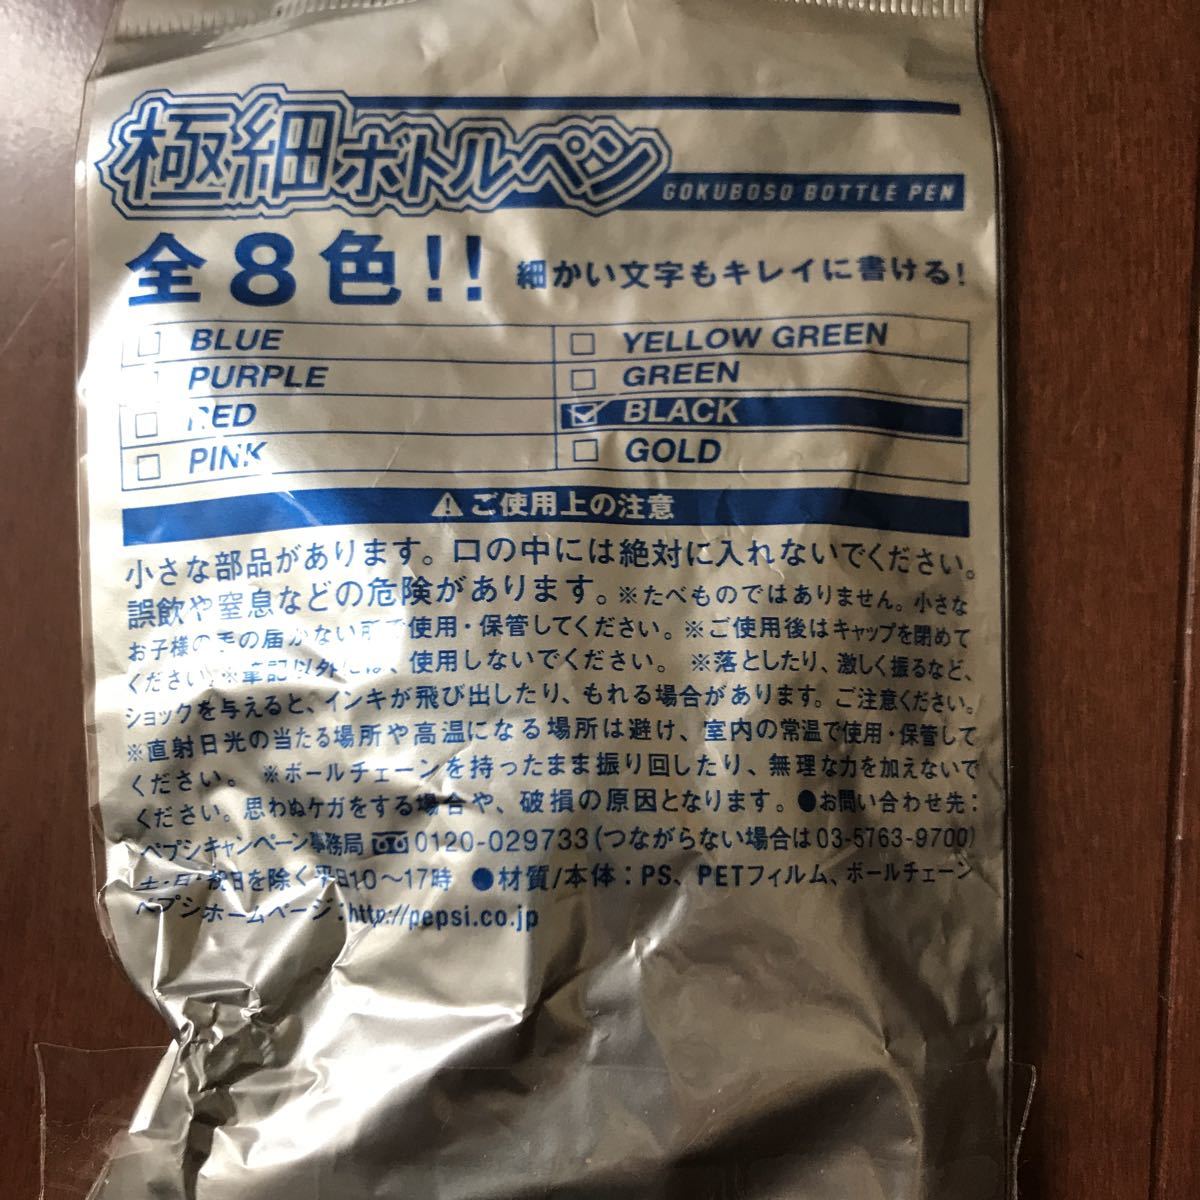 極細ボトルペン
GOKUBOSO BOTTLE PEN
全8色!! 細かい文字もキレイに書ける!
BLUE
YELLOW GREEN
PURPLE
GREEN
RED
BLACK
PINK
GOLD
⚠ご使用上の注意
小さな部品があります。口の中には絶対に入れないでください。
誤飲や窒息などの危険があります。※たべものではありません。小さな
お子様の手の届かない所で使用・保管してください。※ご使用後はキャップを閉めて
ください。※筆記以外には、使用しないでください。 ※落としたり、激しく振るなど、
ショックを与えると、インキが飛び出したり、もれる場合があります。ご注意ください。
※直射日光の当たる場所や高温になる場所は避け、室内の常温で使用・保管して
ください。 ※ボールチェーンを持ったまま振り回したり、無理な力を加えないで
ください。思わぬケガをする場合や、破損の原因となります。●お問い合わせ先:
ペプシキャンペーン事務局 0120-029733(つながらない場合は03-5763-9700)
土・日・祝日を除く平日10〜17時 ●材質/本体:PS、PETフィルム、ボールチェーン
ペプシホームページ:http://pepsi.co.jp